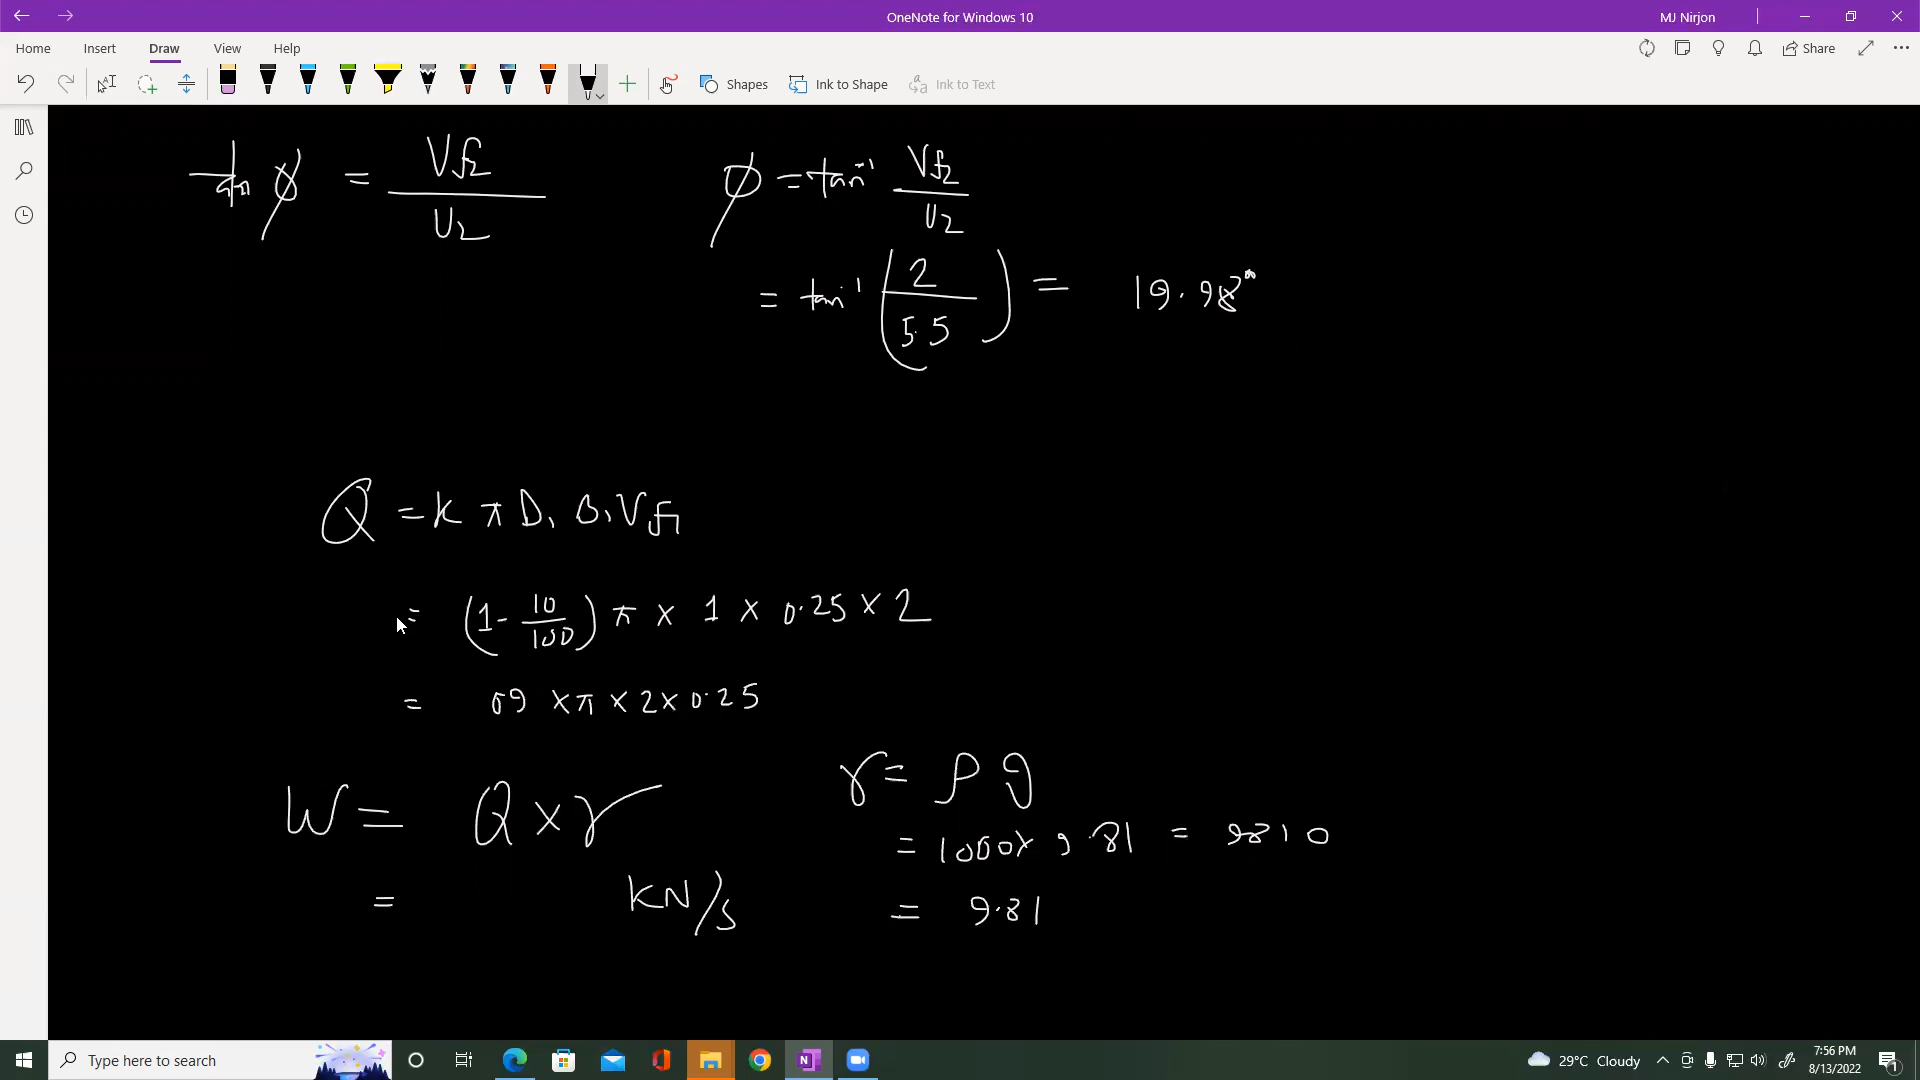 OneNote for Windows 10
MJ Nirjon
Home Insert Draw View Help
Share
Shapes Ink to Shape Ink to Text
tan ϕ = Vf2 / U2
ϕ = tan⁻¹ Vf2 / U2
= tan⁻¹ (2 / 5.5) = 19.98°
Q = K π D₁ B₁ Vf1
= (1 - 10/100) π x 1 x 0.25 x 2
= 09 x π x 2 x 0.25
W = Q x γ
= KN/s
γ = ρ g
= 1000 x 9.81 = 9810
= 9.81
Type here to search
29°C Cloudy
7:56 PM
8/13/2022
1